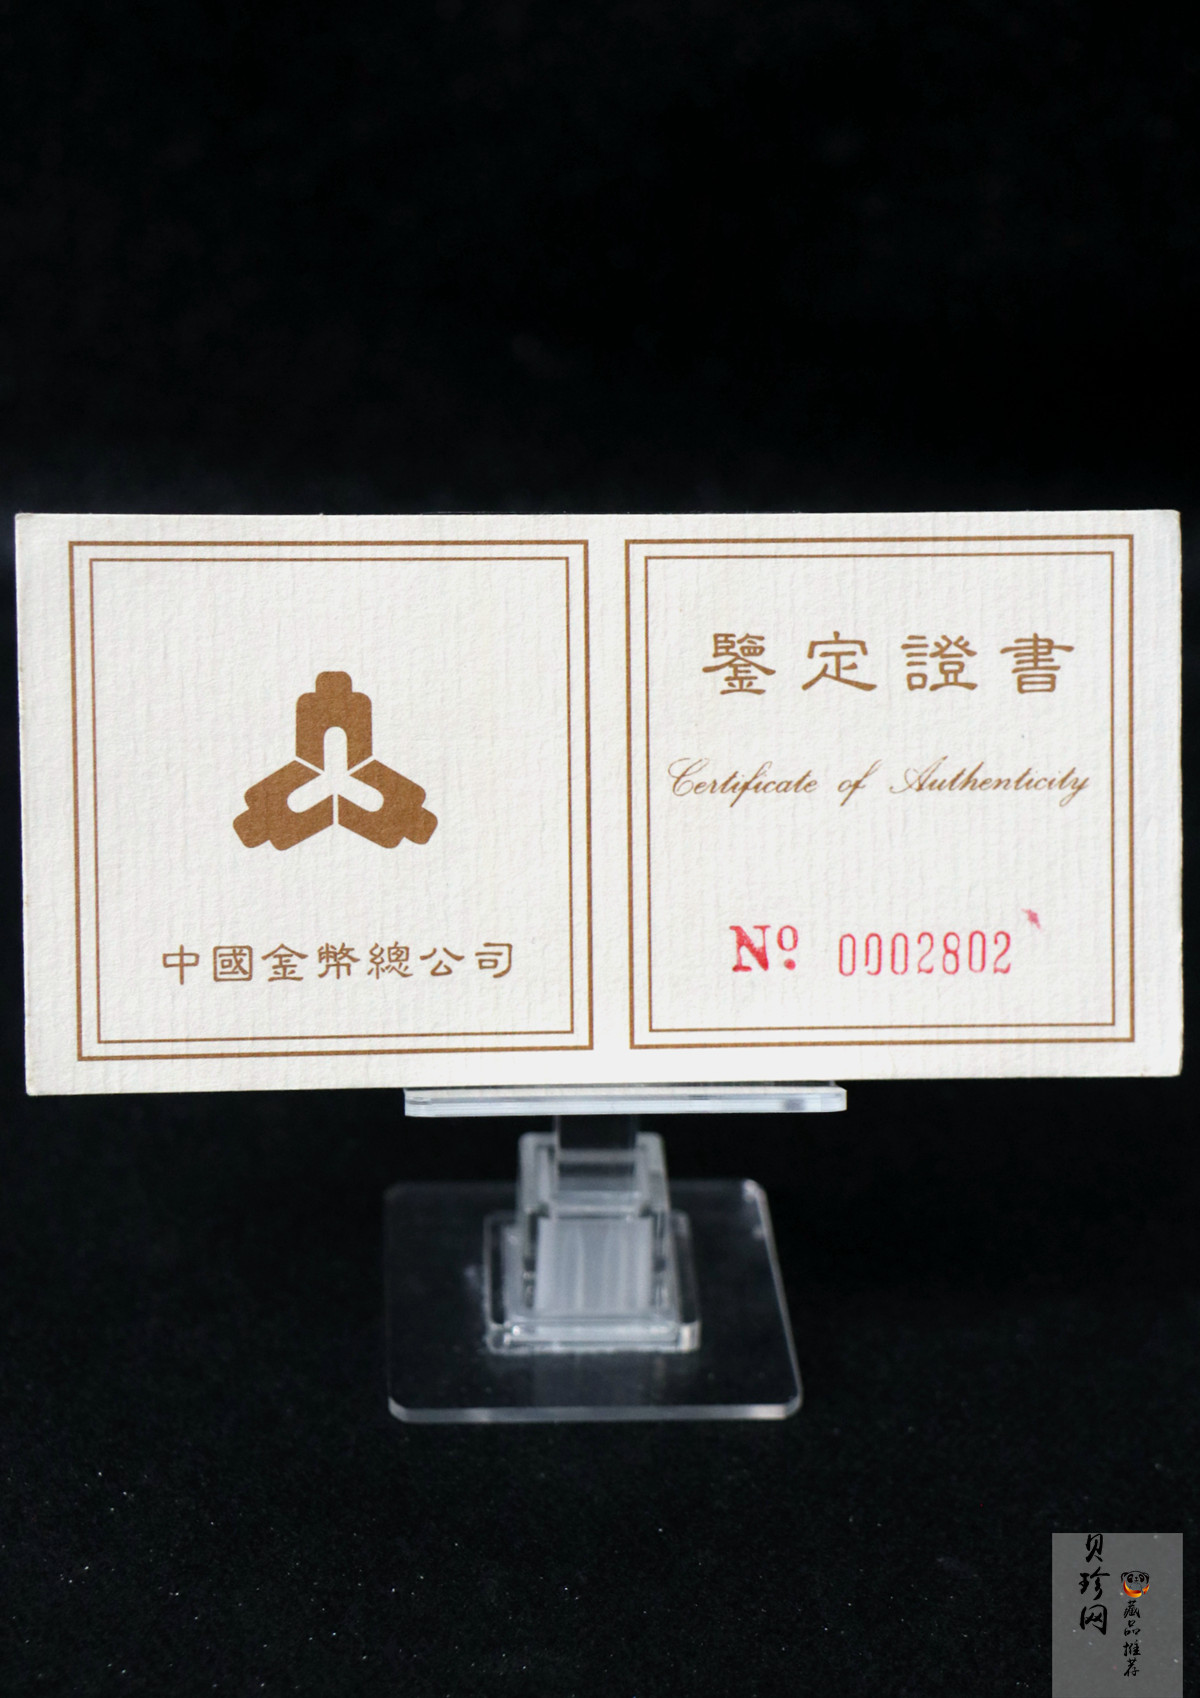 中國金幣總公司
鑒定證書
Certificate of Authenticity
Nº 0002802
贝珍网
藏品推荐